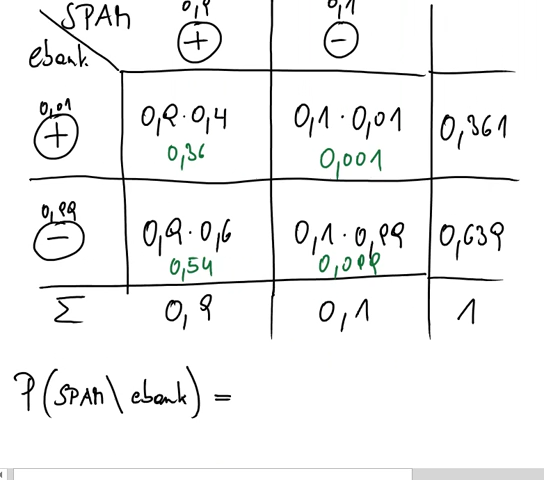 SPAM 0,9 0,1
ebank + -
0,01 + 0,9·0,4 0,1·0,01 0,361
0,36 0,001
0,99 - 0,9·0,6 0,1·0,99 0,639
0,54 0,099
Σ 0,9 0,1 1
P(SPAM\ebank) =